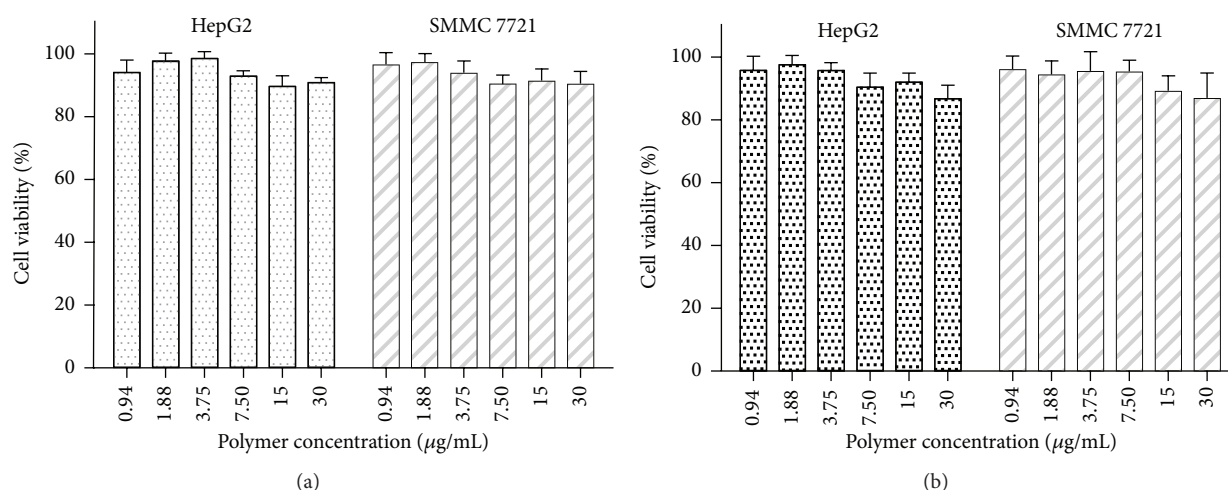 HepG2 SMMC 7721
100
80
60
40
20
0
Cell viability (%)
0.94 1.88 3.75 7.50 15 30 0.94 1.88 3.75 7.50 15 30
Polymer concentration (μg/mL)
(a)
HepG2 SMMC 7721
100
80
60
40
20
0
Cell viability (%)
0.94 1.88 3.75 7.50 15 30 0.94 1.88 3.75 7.50 15 30
Polymer concentration (μg/mL)
(b)